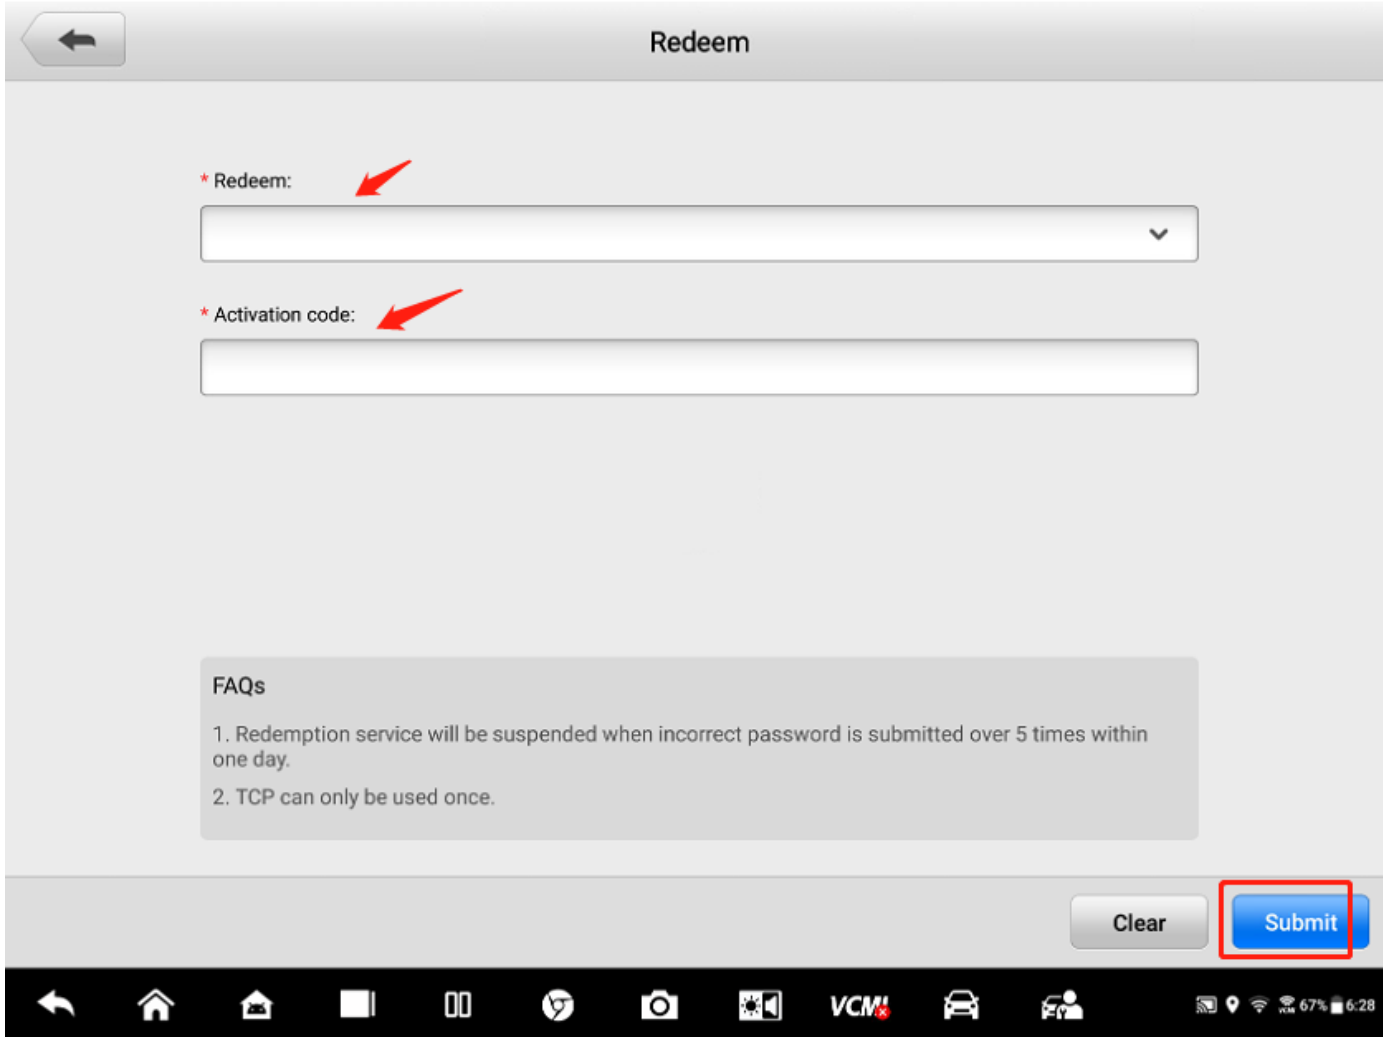 Redeem
* Redeem:
* Activation code:
FAQs
1. Redemption service will be suspended when incorrect password is submitted over 5 times within
one day.
2. TCP can only be used once.
Clear Submit
VCMI VCMI 67% 6:28